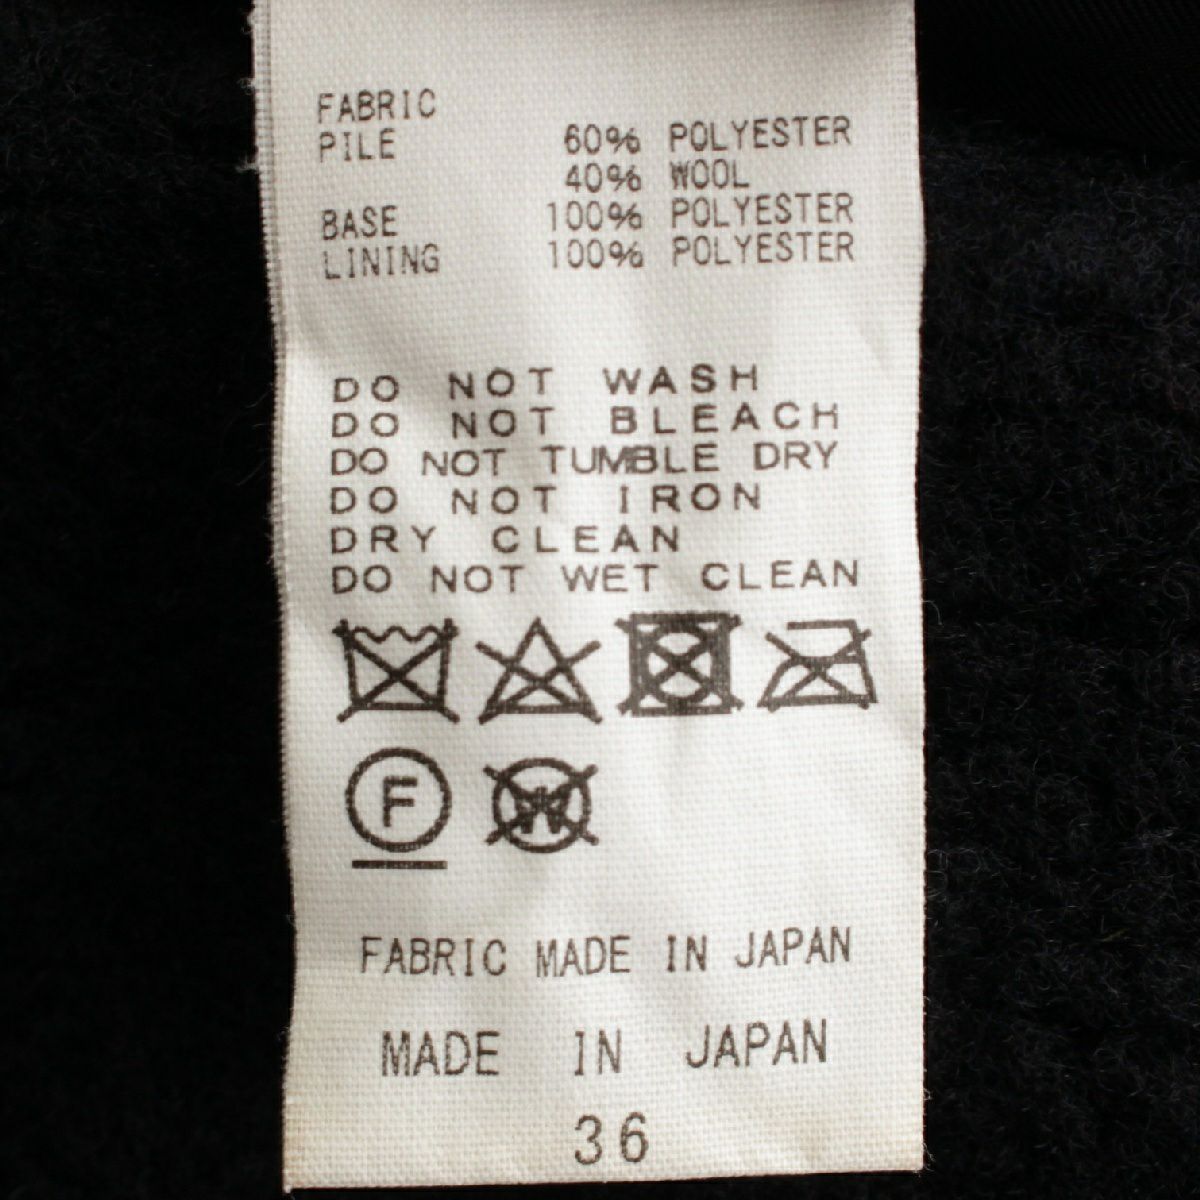 FABRIC
PILE 60% POLYESTER
40% WOOL
BASE 100% POLYESTER
LINING 100% POLYESTER
DO NOT WASH
DO NOT BLEACH
DO NOT TUMBLE DRY
DO NOT IRON
DRY CLEAN
DO NOT WET CLEAN
F W
FABRIC MADE IN JAPAN
MADE IN JAPAN
36